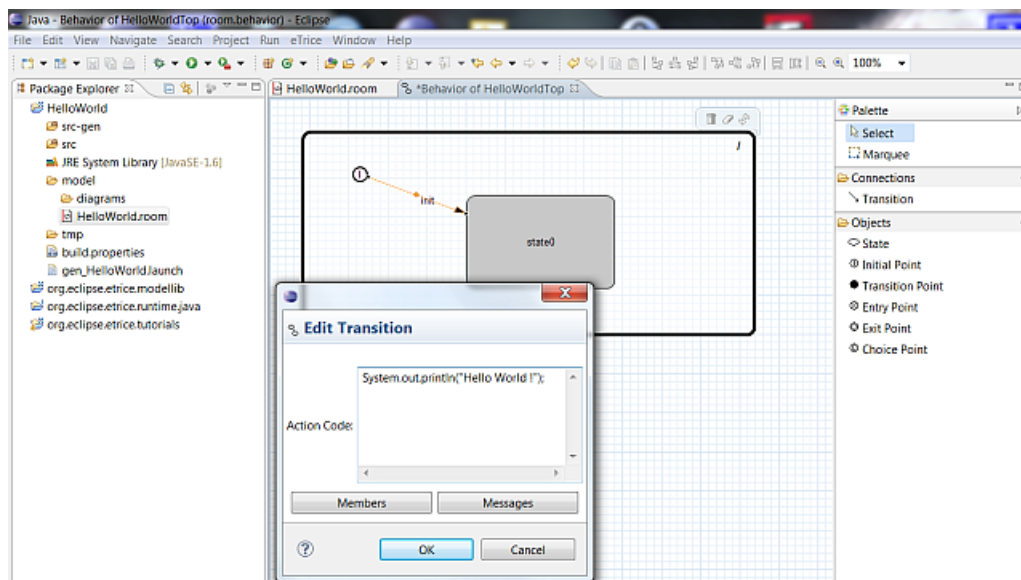 Java - Behavior of HelloWorldTop (room.behavior) - Eclipse
File Edit View Navigate Search Project Run eTrice Window Help
100%
Package Explorer
HelloWorld.room
*Behavior of HelloWorldTop
HelloWorld
src-gen
src
JRE System Library [JavaSE-1.6]
model
diagrams
HelloWorld.room
tmp
build.properties
gen_HelloWorld.launch
org.eclipse.etrice.modellib
org.eclipse.etrice.runtime.java
org.eclipse.etrice.tutorials
/
I
init
state0
Edit Transition
Action Code:
System.out.println("Hello World !");
Members
Messages
?
OK
Cancel
Palette
Select
Marquee
Connections
Transition
Objects
State
Initial Point
Transition Point
Entry Point
Exit Point
Choice Point